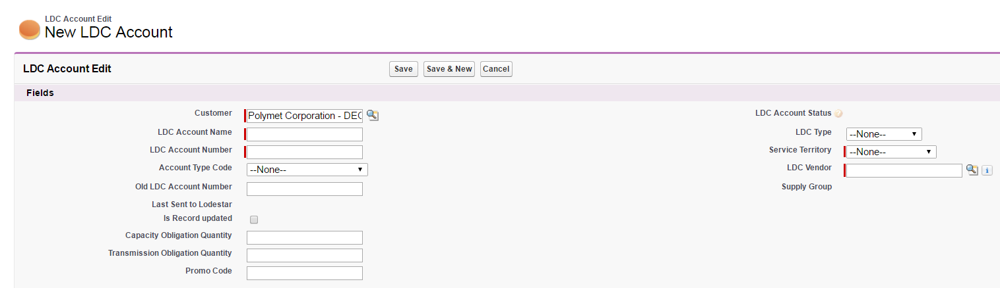 LDC Account Edit
New LDC Account
LDC Account Edit
Save
Save & New
Cancel
Fields
Customer
Polymet Corporation - DEO
LDC Account Status
?
LDC Account Name
LDC Type
--None--
LDC Account Number
Service Territory
--None--
Account Type Code
--None--
LDC Vendor
i
Old LDC Account Number
Supply Group
Last Sent to Lodestar
Is Record updated
Capacity Obligation Quantity
Transmission Obligation Quantity
Promo Code